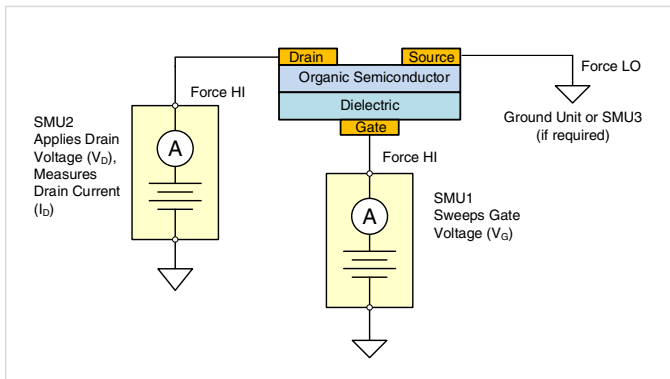 Drain
Source
Organic Semiconductor
Dielectric
Gate
Force HI
Force LO
Ground Unit or SMU3
(if required)
SMU2
Applies Drain
Voltage (VD),
Measures
Drain Current
(ID)
A
Force HI
A
SMU1
Sweeps Gate
Voltage (VG)